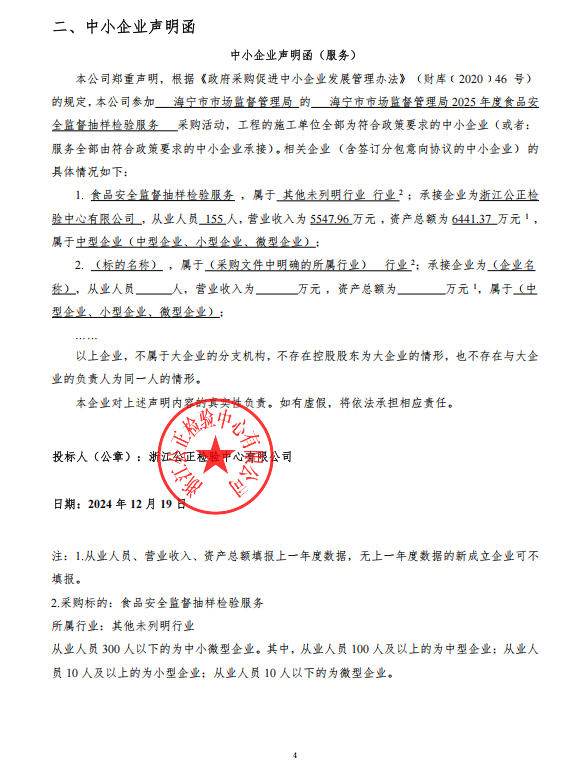 二、中小企业声明函
中小企业声明函（服务）
本公司郑重声明，根据《政府采购促进中小企业发展管理办法》（财库﹝2020﹞46 号）
的规定，本公司参加 海宁市市场监督管理局 的 海宁市市场监督管理局 2025 年度食品安
全监督抽样检验服务 采购活动，工程的施工单位全部为符合政策要求的中小企业（或者：
服务全部由符合政策要求的中小企业承接）。相关企业（含签订分包意向协议的中小企业）的
具体情况如下：
1. 食品安全监督抽样检验服务 ，属于 其他未列明行业 行业 2 ；承接企业为浙江公正检
验中心有限公司 ，从业人员 155 人，营业收入为 5547.96 万元 ，资产总额为 6441.37 万元 1 ，
属于中型企业（中型企业、小型企业、微型企业）；
2. （标的名称） ，属于（采购文件中明确的所属行业） 行业 2；承接企业为（企业名
称），从业人员______人，营业收入为_______万元 ，资产总额为________万元 1，属于（中
型企业、小型企业、微型企业）；
……
以上企业，不属于大企业的分支机构，不存在控股股东为大企业的情形，也不存在与大企
业的负责人为同一人的情形。
本企业对上述声明内容的真实性负责。如有虚假，将依法承担相应责任。
投标人（公章）：浙江公正检验中心有限公司
浙江公正检验中心有限公司
日期：2024 年 12 月 19 日
注：1.从业人员、营业收入、资产总额填报上一年度数据，无上一年度数据的新成立企业可不
填报。
2.采购标的：食品安全监督抽样检验服务
所属行业：其他未列明行业
从业人员 300 人以下的为中小微型企业。其中，从业人员 100 人及以上的为中型企业；从业人
员 10 人及以上的为小型企业；从业人员 10 人以下的为微型企业。
4